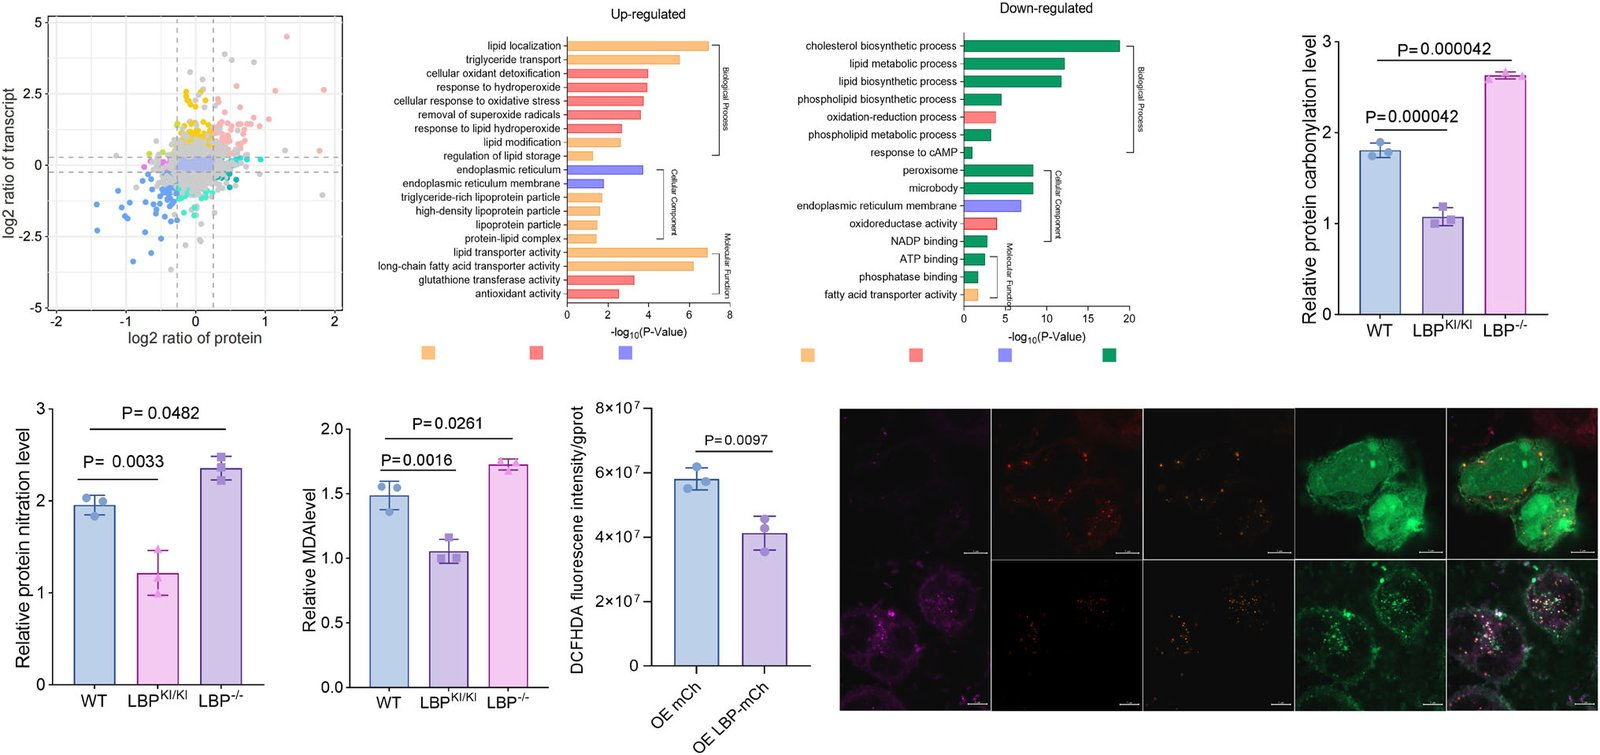 5
2.5
0
-2.5
-5
-2
-1
0
1
2
log2 ratio of transcript
log2 ratio of protein
Up-regulated
lipid localization
triglyceride transport
cellular oxidant detoxification
response to hydroperoxide
cellular response to oxidative stress
removal of superoxide radicals
response to lipid hydroperoxide
lipid modification
regulation of lipid storage
endoplasmic reticulum
endoplasmic reticulum membrane
triglyceride-rich lipoprotein particle
high-density lipoprotein particle
lipoprotein particle
protein-lipid complex
lipid transporter activity
long-chain fatty acid transporter activity
glutathione transferase activity
antioxidant activity
Biological Process
Cellular Component
Molecular Function
0
2
4
6
8
-log10(P-Value)
Down-regulated
cholesterol biosynthetic process
lipid metabolic process
lipid biosynthetic process
phospholipid biosynthetic process
oxidation-reduction process
phospholipid metabolic process
response to cAMP
peroxisome
microbody
endoplasmic reticulum membrane
oxidoreductase activity
NADP binding
ATP binding
phosphatase binding
fatty acid transporter activity
Biological Process
Cellular Component
Molecular Function
0
5
10
15
20
-log10(P-Value)
Relative protein carbonylation level
3
2
1
0
P=0.000042
P=0.000042
WT
LBPKI/KI
LBP-/-
Relative protein nitration level
3
2
1
0
P= 0.0482
P= 0.0033
WT
LBPKI/KI
LBP-/-
Relative MDAlevel
2.0
1.5
1.0
0.5
0.0
P=0.0261
P=0.0016
WT
LBPKI/KI
LBP-/-
DCFHDA fluorescene intensity/gprot
8×10⁷
6×10⁷
4×10⁷
2×10⁷
0
P=0.0097
OE mCh
OE LBP-mCh